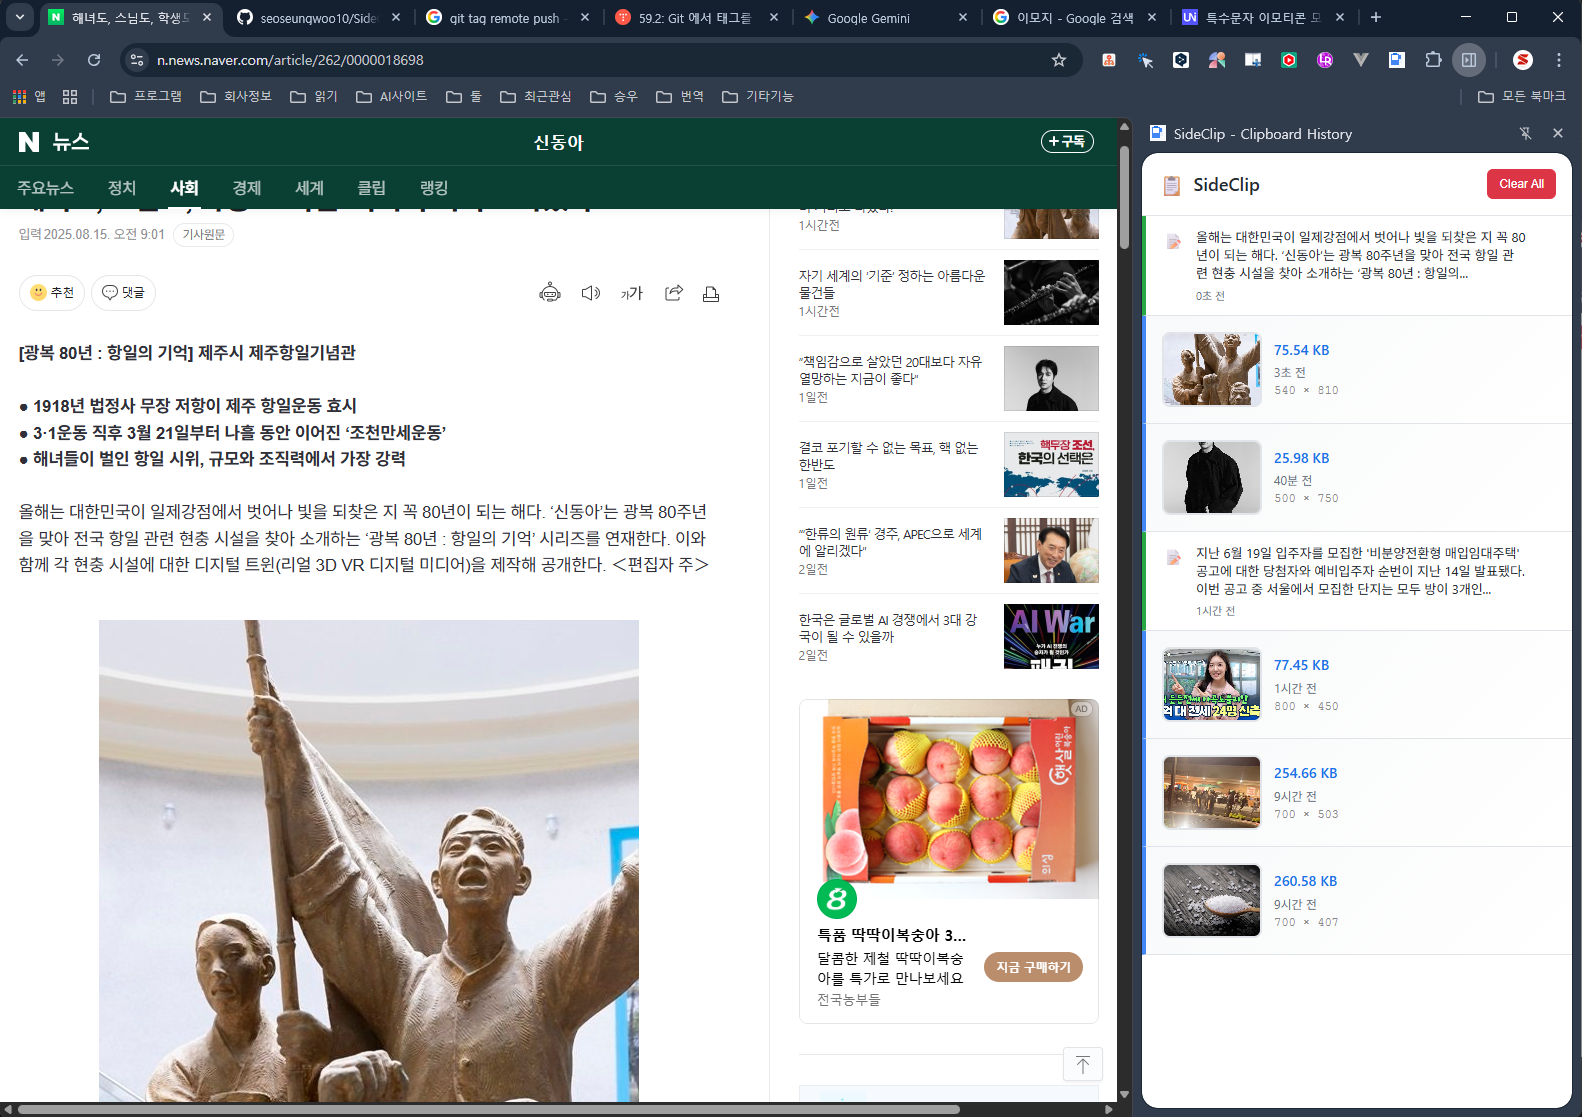 해녀도, 스님도, 학생도
seoseungwoo10/Side
git tag remote push -
59.2: Git 에서 태그를
Google Gemini
이모지 - Google 검색
특수문자 이모티콘 모
n.news.naver.com/article/262/0000018698
앱
프로그램
회사정보
읽기
AI사이트
툴
최근관심
승우
번역
기타기능
모든 북마크
N 뉴스
신동아
+구독
주요뉴스
정치
사회
경제
세계
클립
랭킹
입력 2025.08.15. 오전 9:01
기사원문
추천
댓글
가가
[광복 80년 : 항일의 기억] 제주시 제주항일기념관
● 1918년 법정사 무장 저항이 제주 항일운동 효시
● 3·1운동 직후 3월 21일부터 나흘 동안 이어진 ‘조천만세운동’
● 해녀들이 벌인 항일 시위, 규모와 조직력에서 가장 강력
올해는 대한민국이 일제강점에서 벗어나 빛을 되찾은 지 꼭 80년이 되는 해다. ‘신동아’는 광복 80주년
을 맞아 전국 항일 관련 현충 시설을 찾아 소개하는 ‘광복 80년 : 항일의 기억’ 시리즈를 연재한다. 이와
함께 각 현충 시설에 대한 디지털 트윈(리얼 3D VR 디지털 미디어)을 제작해 공개한다. <편집자 주>
1시간전
자기 세계의 ‘기준’ 정하는 아름다운
물건들
1시간전
“책임감으로 살았던 20대보다 자유
열망하는 지금이 좋다”
1일전
결코 포기할 수 없는 목표, 핵 없는
한반도
1일전
핵무장 조선,
한국의 선택은
“‘한류의 원류’ 경주, APEC으로 세계
에 알리겠다”
2일전
한국은 글로벌 AI 경쟁에서 3대 강
국이 될 수 있을까
2일전
AI War
AD
햇살
의성
특품 딱딱이복숭아 3...
달콤한 제철 딱딱이복숭
아를 특가로 만나보세요
전국농부들
지금 구매하기
SideClip - Clipboard History
SideClip
Clear All
올해는 대한민국이 일제강점에서 벗어나 빛을 되찾은 지 꼭 80
년이 되는 해다. ‘신동아’는 광복 80주년을 맞아 전국 항일 관
련 현충 시설을 찾아 소개하는 ‘광복 80년 : 항일의...
0초 전
75.54 KB
3초 전
540 × 810
25.98 KB
40분 전
500 × 750
지난 6월 19일 입주자를 모집한 '비분양전환형 매입임대주택'
공고에 대한 당첨자와 예비입주자 순번이 지난 14일 발표됐다.
이번 공고 중 서울에서 모집한 단지는 모두 방이 3개인...
1시간 전
77.45 KB
1시간 전
800 × 450
254.66 KB
9시간 전
700 × 503
260.58 KB
9시간 전
700 × 407